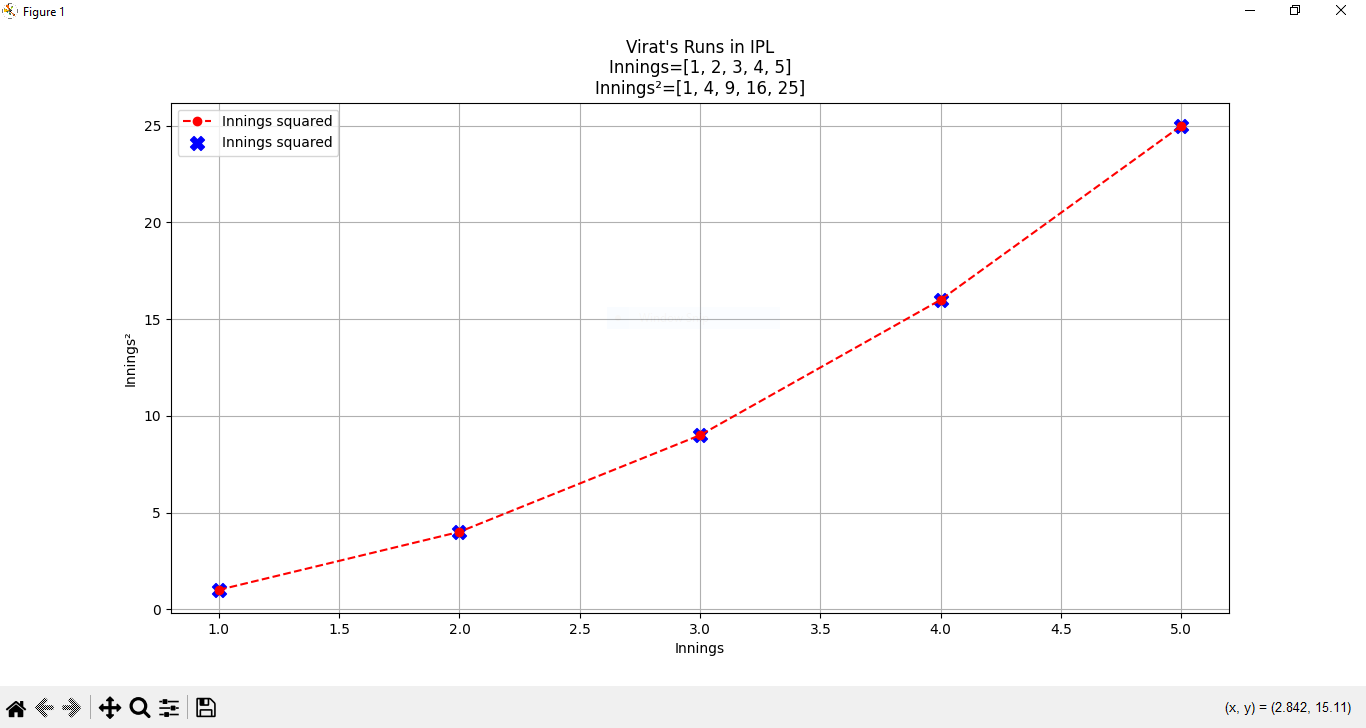 Figure 1
Virat's Runs in IPL
Innings=[1, 2, 3, 4, 5]
Innings²=[1, 4, 9, 16, 25]
Innings squared
Innings squared
25
20
15
10
5
0
Innings²
1.0 1.5 2.0 2.5 3.0 3.5 4.0 4.5 5.0
Innings
(x, y) = (2.842, 15.11)